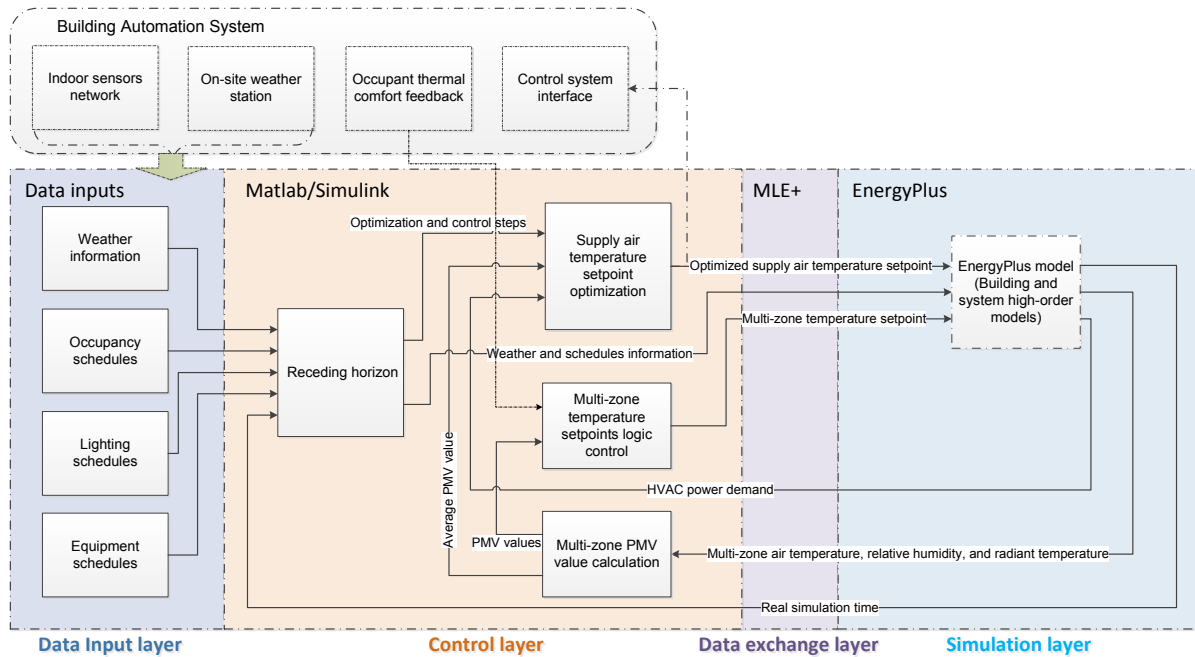 Building Automation System
Indoor sensors
network
On-site weather
station
Occupant thermal
comfort feedback
Control system
interface
Data inputs
Matlab/Simulink
MLE+
EnergyPlus
Weather
information
Occupancy
schedules
Lighting
schedules
Equipment
schedules
Receding horizon
Optimization and control steps
Supply air
temperature
setpoint
optimization
Optimized supply air temperature setpoint
EnergyPlus model
(Building and
system high-order
models)
Multi-zone temperature setpoint
Weather and schedules information
Multi-zone
temperature
setpoints logic
control
HVAC power demand
Average PMV value
PMV values
Multi-zone PMV
value calculation
Multi-zone air temperature, relative humidity, and radiant temperature
Real simulation time
Data Input layer
Control layer
Data exchange layer
Simulation layer